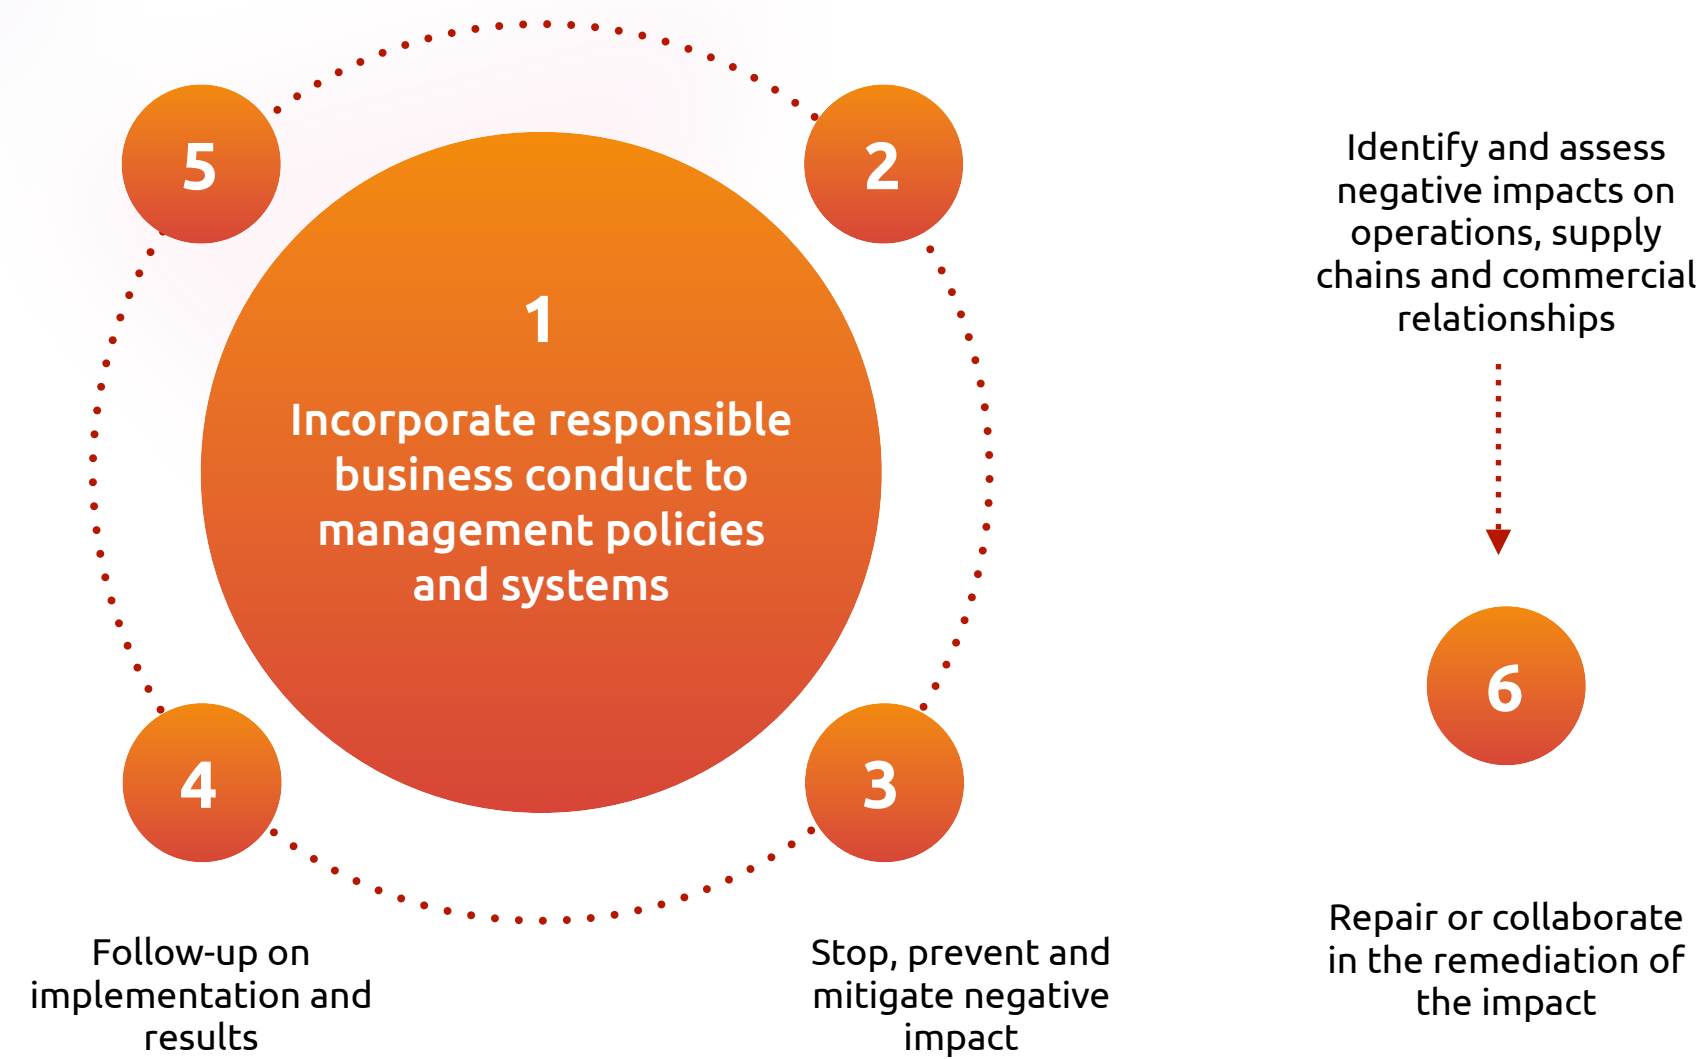 5
2
1
Incorporate responsible
business conduct to
management policies
and systems
4
3
Follow-up on
implementation and
results
Stop, prevent and
mitigate negative
impact
Identify and assess
negative impacts on
operations, supply
chains and commercial
relationships
6
Repair or collaborate
in the remediation of
the impact